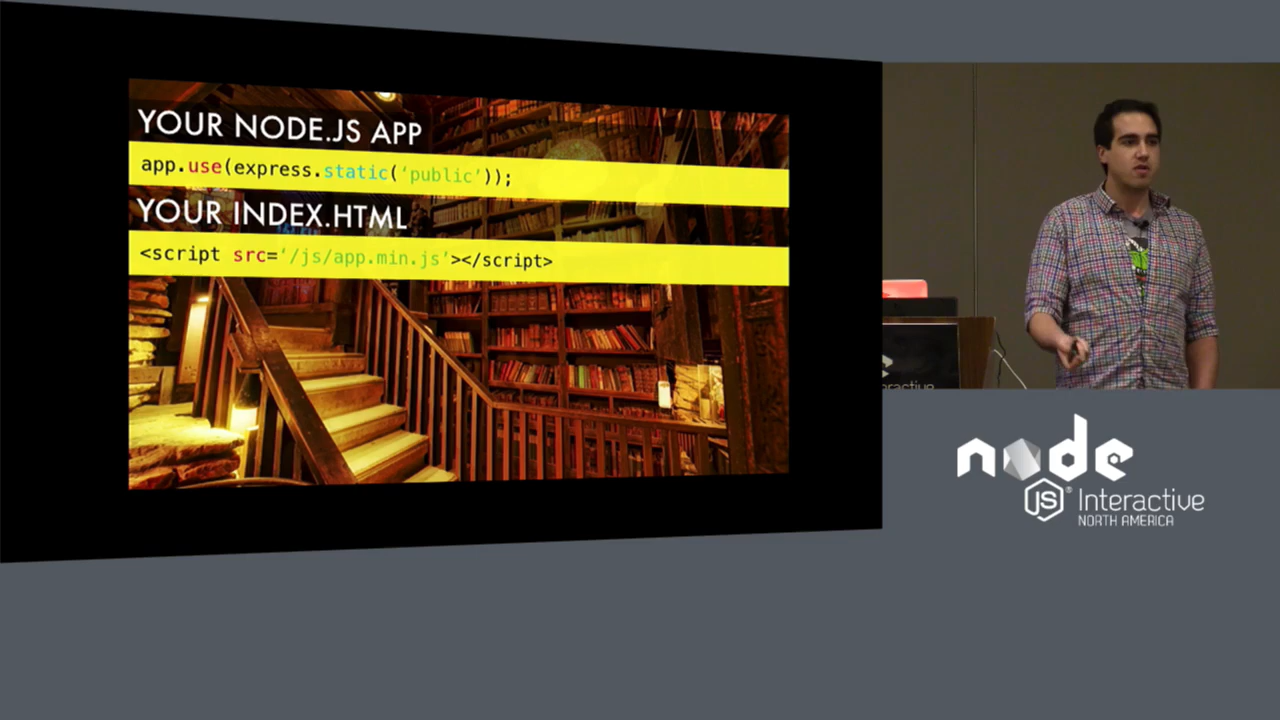 YOUR NODE.JS APP
app.use(express.static(‘public’));
YOUR INDEX.HTML
<script src=‘/js/app.min.js’></script>
node
JS® Interactive
NORTH AMERICA